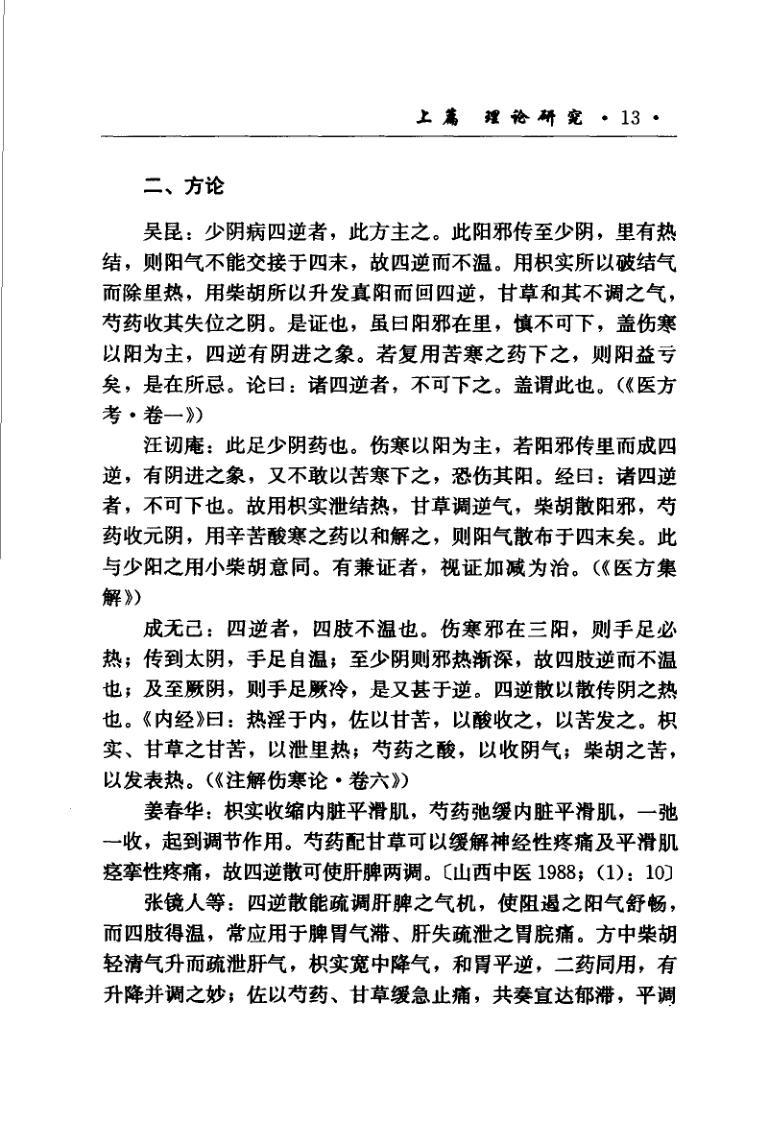 上篇 理论研究 · 13 ·
二、方论
吴昆：少阴病四逆者，此方主之。此阳邪传至少阴，里有热
结，则阳气不能交接于四末，故四逆而不温。用枳实所以破结气
而除里热，用柴胡所以升发真阳而回四逆，甘草和其不调之气，
芍药收其失位之阴。是证也，虽曰阳邪在里，慎不可下，盖伤寒
以阳为主，四逆有阴进之象。若复用苦寒之药下之，则阳益亏
矣，是在所忌。论曰：诸四逆者，不可下之。盖谓此也。（《医方
考·卷一》）
汪讱庵：此足少阴药也。伤寒以阳为主，若阳邪传里而成四
逆，有阴进之象，又不敢以苦寒下之，恐伤其阳。经曰：诸四逆
者，不可下也。故用枳实泄结热，甘草调逆气，柴胡散阳邪，芍
药收元阴，用辛苦酸寒之药以和解之，则阳气散布于四末矣。此
与少阳之用小柴胡意同。有兼证者，视证加减为治。（《医方集
解》）
成无己：四逆者，四肢不温也。伤寒邪在三阳，则手足必
热；传到太阴，手足自温；至少阴则邪热渐深，故四肢逆而不温
也；及至厥阴，则手足厥冷，是又甚于逆。四逆散以散传阴之热
也。《内经》曰：热淫于内，佐以甘苦，以酸收之，以苦发之。枳
实、甘草之甘苦，以泄里热；芍药之酸，以收阴气；柴胡之苦，
以发表热。（《注解伤寒论·卷六》）
姜春华：枳实收缩内脏平滑肌，芍药弛缓内脏平滑肌，一弛
一收，起到调节作用。芍药配甘草可以缓解神经性疼痛及平滑肌
痉挛性疼痛，故四逆散可使肝脾两调。〔山西中医 1988；（1）：10〕
张镜人等：四逆散能疏调肝脾之气机，使阻遏之阳气舒畅，
而四肢得温，常应用于脾胃气滞、肝失疏泄之胃脘痛。方中柴胡
轻清气升而疏泄肝气，枳实宽中降气，和胃平逆，二药同用，有
升降并调之妙；佐以芍药、甘草缓急止痛，共奏宣达郁滞，平调